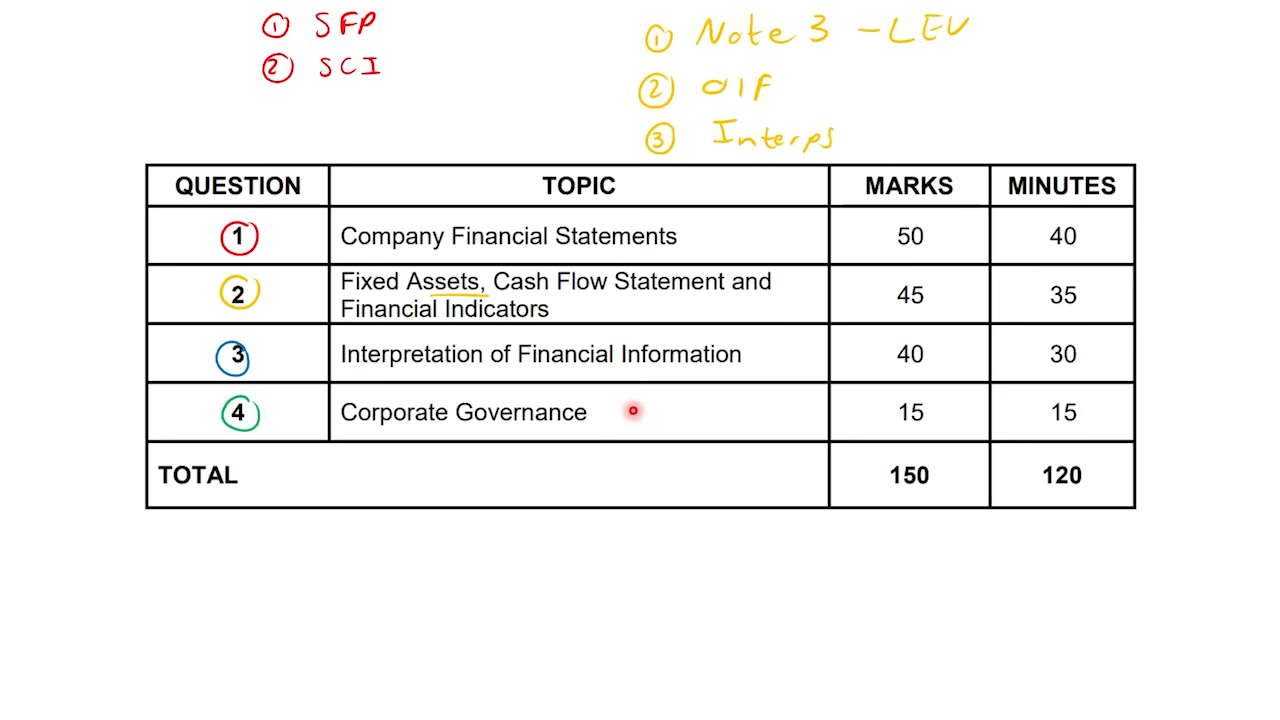 ① SFP
② SCI
① Note 3 - LEV
② OIF
③ Interps
QUESTION TOPIC MARKS MINUTES
1 Company Financial Statements 50 40
2 Fixed Assets, Cash Flow Statement and Financial Indicators 45 35
3 Interpretation of Financial Information 40 30
4 Corporate Governance 15 15
TOTAL 150 120